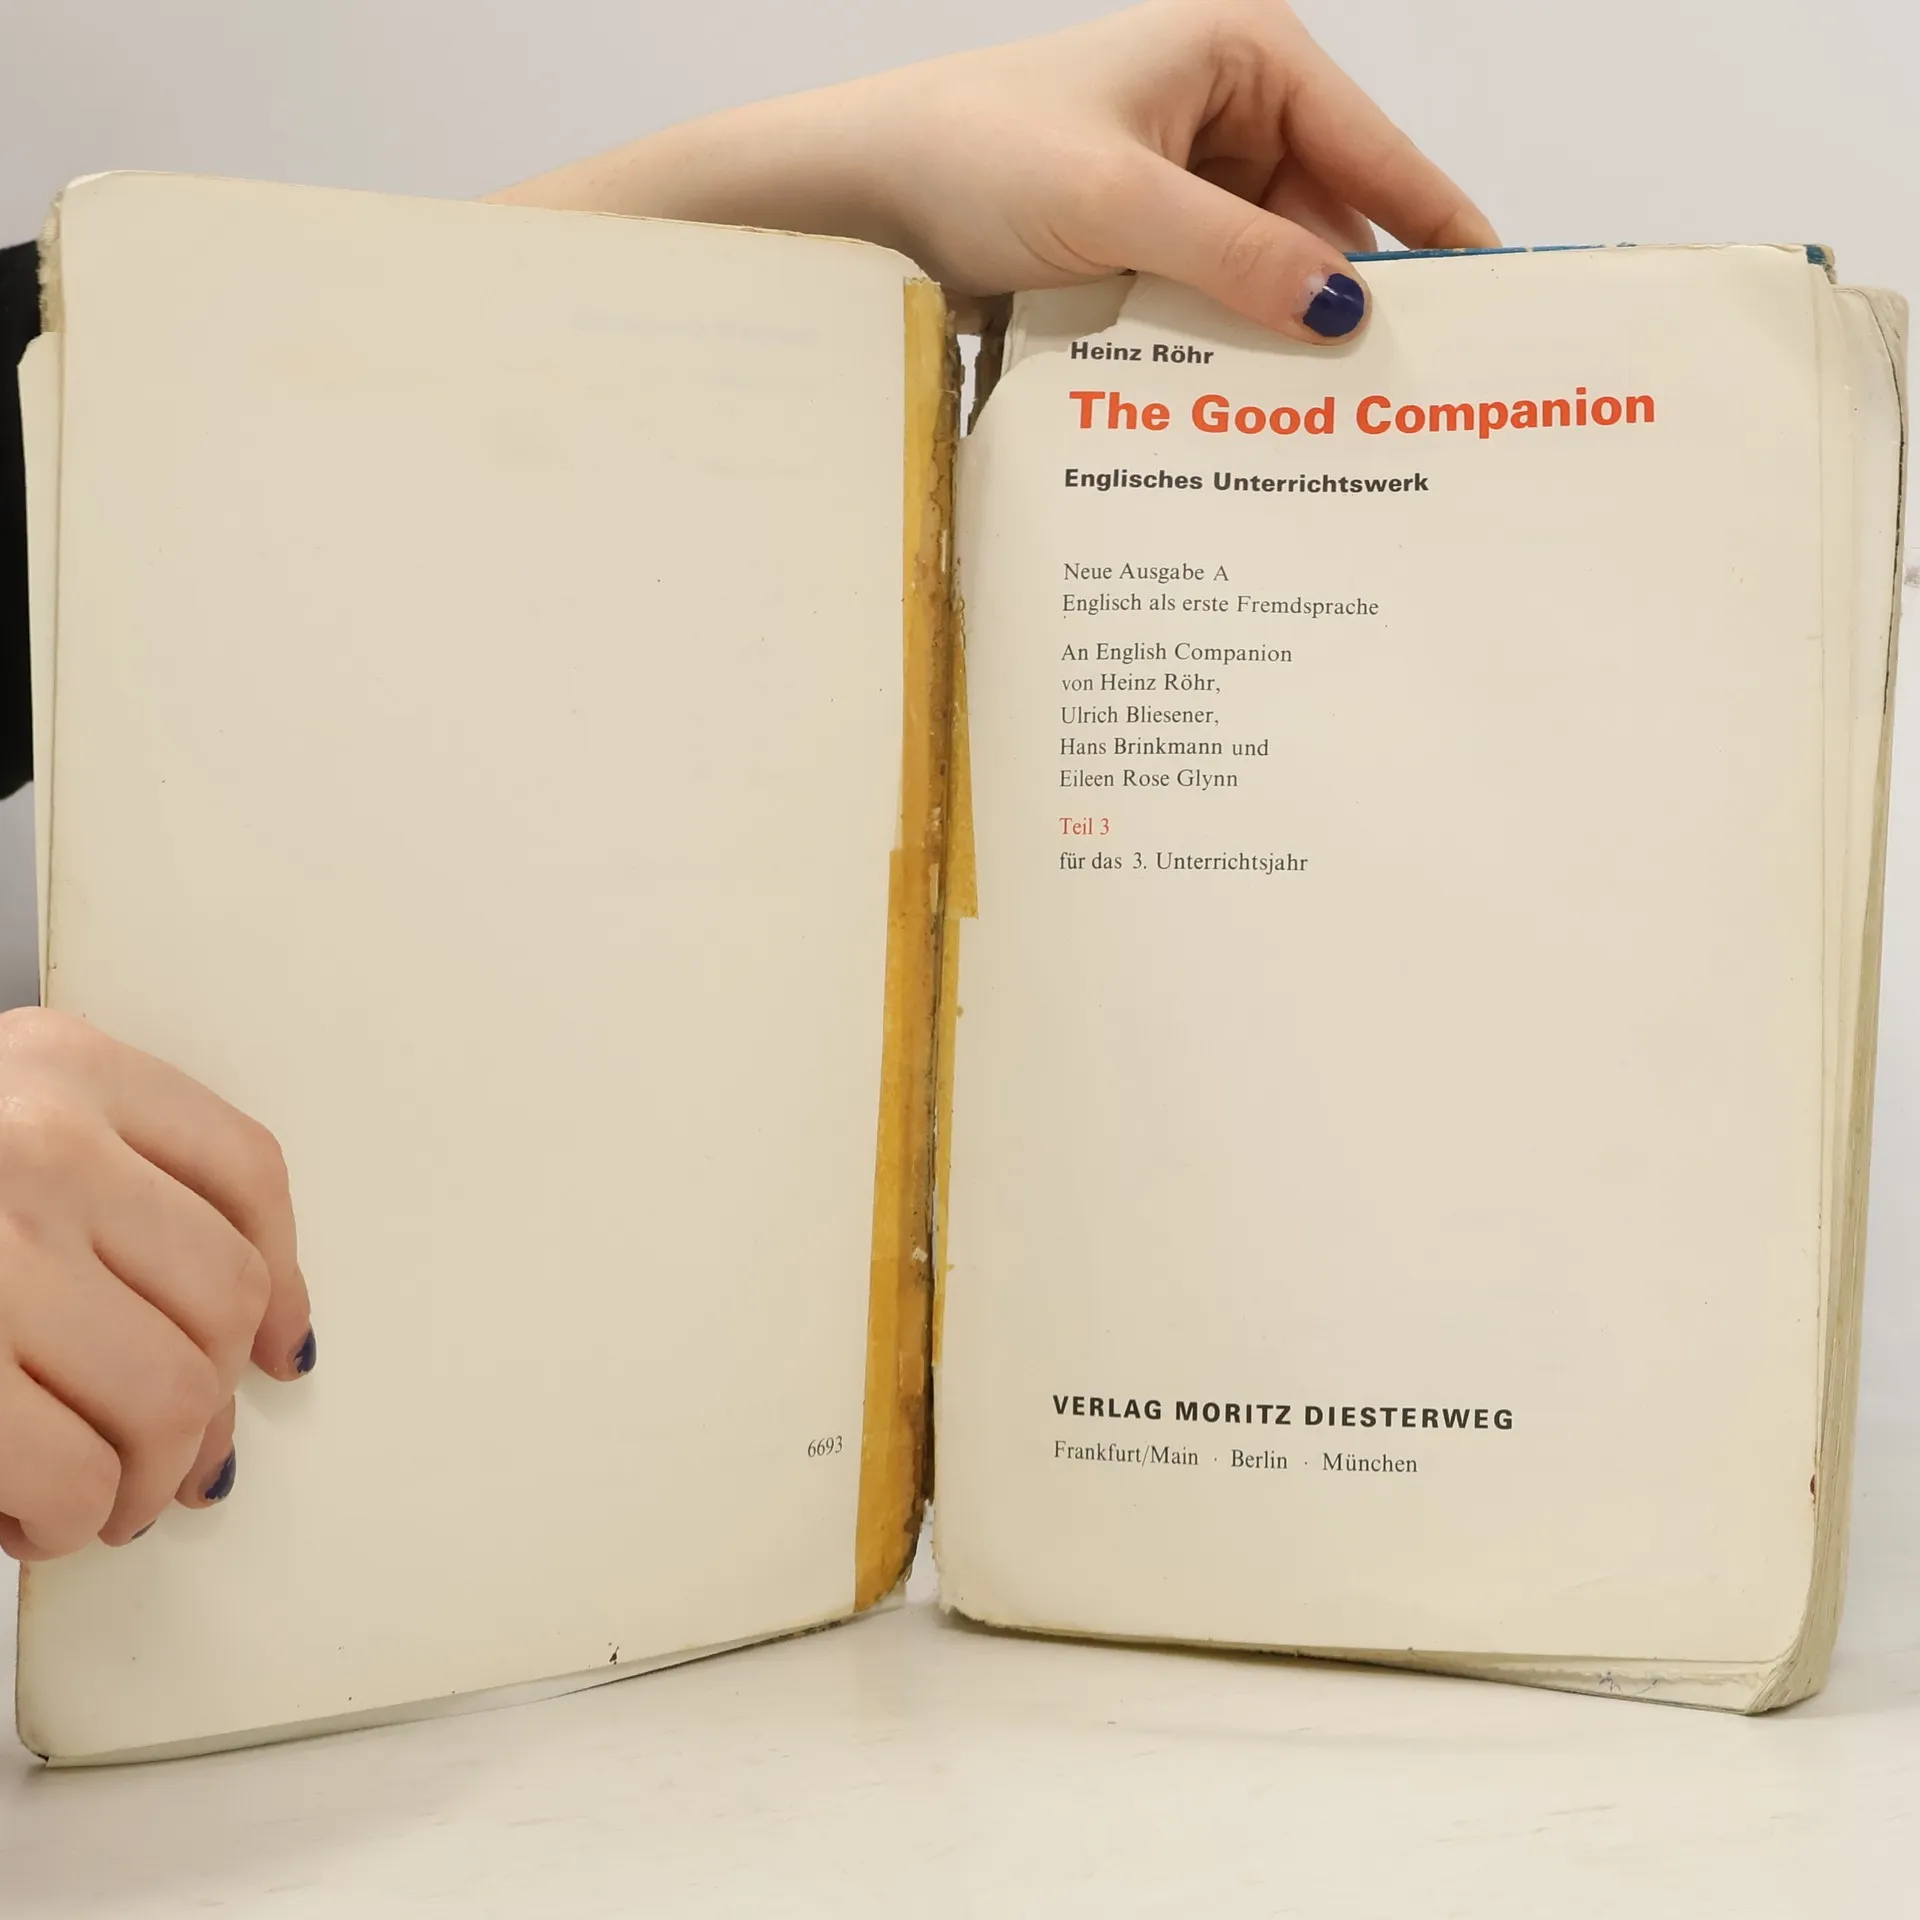 6693
Heinz Röhr
The Good Companion
Englisches Unterrichtswerk
Neue Ausgabe A
Englisch als erste Fremdsprache
An English Companion
von Heinz Röhr,
Ulrich Bliesener,
Hans Brinkmann und
Eileen Rose Glynn
Teil 3
für das 3. Unterrichtsjahr
VERLAG MORITZ DIESTERWEG
Frankfurt/Main · Berlin · München